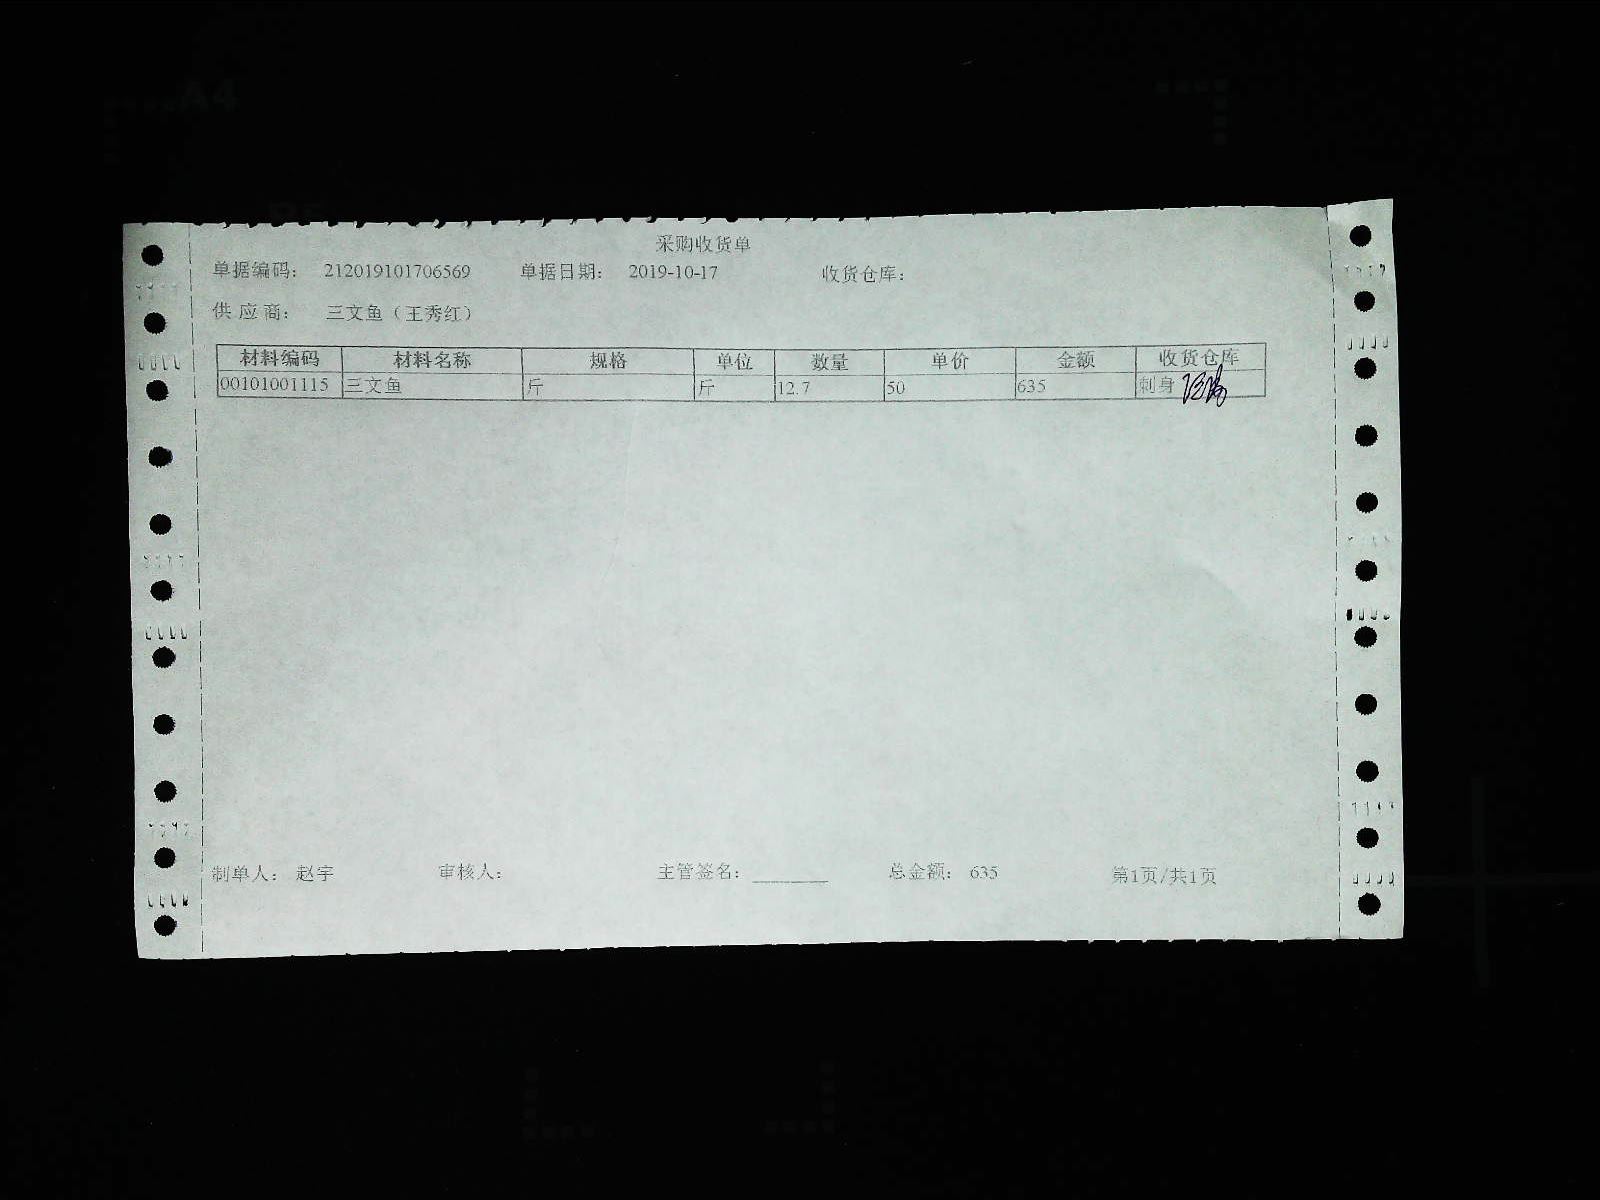 采购收货单
单据编码： 212019101706569 单据日期： 2019-10-17 收货仓库：
供应商： 三文鱼（王秀红）
材料编码 材料名称 规格 单位 数量 单价 金额 收货仓库
00101001115 三文鱼 斤 斤 12.7 50 635 刺身
制单人： 赵宇 审核人： 主管签名： 总金额： 635 第1页/共1页